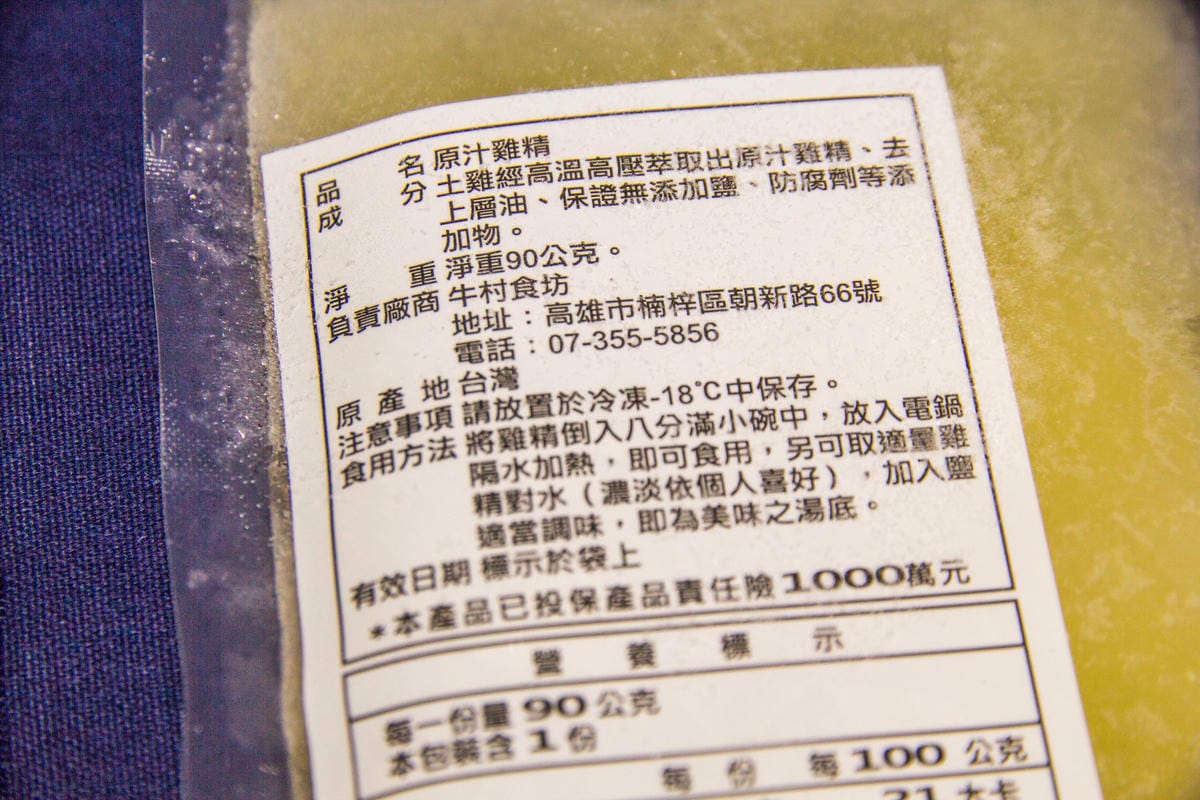 品名 原汁雞精
成分 土雞經高溫高壓萃取出原汁雞精、去
上層油、保證無添加鹽、防腐劑等添
加物。
淨重 淨重90公克。
負責廠商 牛村食坊
地址：高雄市楠梓區朝新路66號
電話：07-355-5856
原產地 台灣
注意事項 請放置於冷凍-18℃中保存。
食用方法 將雞精倒入八分滿小碗中，放入電鍋
隔水加熱，即可食用，另可取適量雞
精對水（濃淡依個人喜好），加入鹽
適當調味，即為美味之湯底。
有效日期 標示於袋上
*本產品已投保產品責任險1000萬元
營養標示
每一份量 90 公克
本包裝含 1 份
每份 每 100 公克
21 大卡